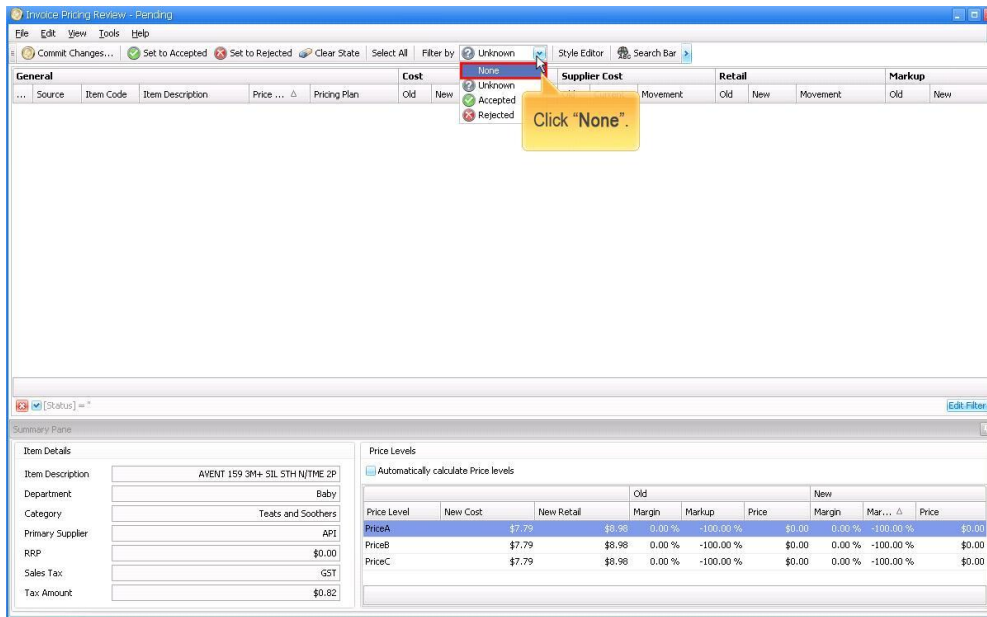 Invoice Pricing Review - Pending
File Edit View Tools Help
Commit Changes... Set to Accepted Set to Rejected Clear State Select All Filter by Unknown Style Editor Search Bar
General Cost Supplier Cost Retail Markup
... Source Item Code Item Description Price ... Pricing Plan Old New Movement Old New Movement Old New
None
Unknown
Accepted
Rejected
Click “None”.
[Status] = ''
Edit Filter
Summary Pane
Item Details
Item Description AVENT 159 3M+ SIL STH N/TME 2P
Department Baby
Category Teats and Soothers
Primary Supplier API
RRP $0.00
Sales Tax GST
Tax Amount $0.82
Price Levels
Automatically calculate Price levels
Old New
Price Level New Cost New Retail Margin Markup Price Margin Mar... Price
PriceA $7.79 $8.98 0.00 % -100.00 % $0.00 0.00 % -100.00 % $0.00
PriceB $7.79 $8.98 0.00 % -100.00 % $0.00 0.00 % -100.00 % $0.00
PriceC $7.79 $8.98 0.00 % -100.00 % $0.00 0.00 % -100.00 % $0.00